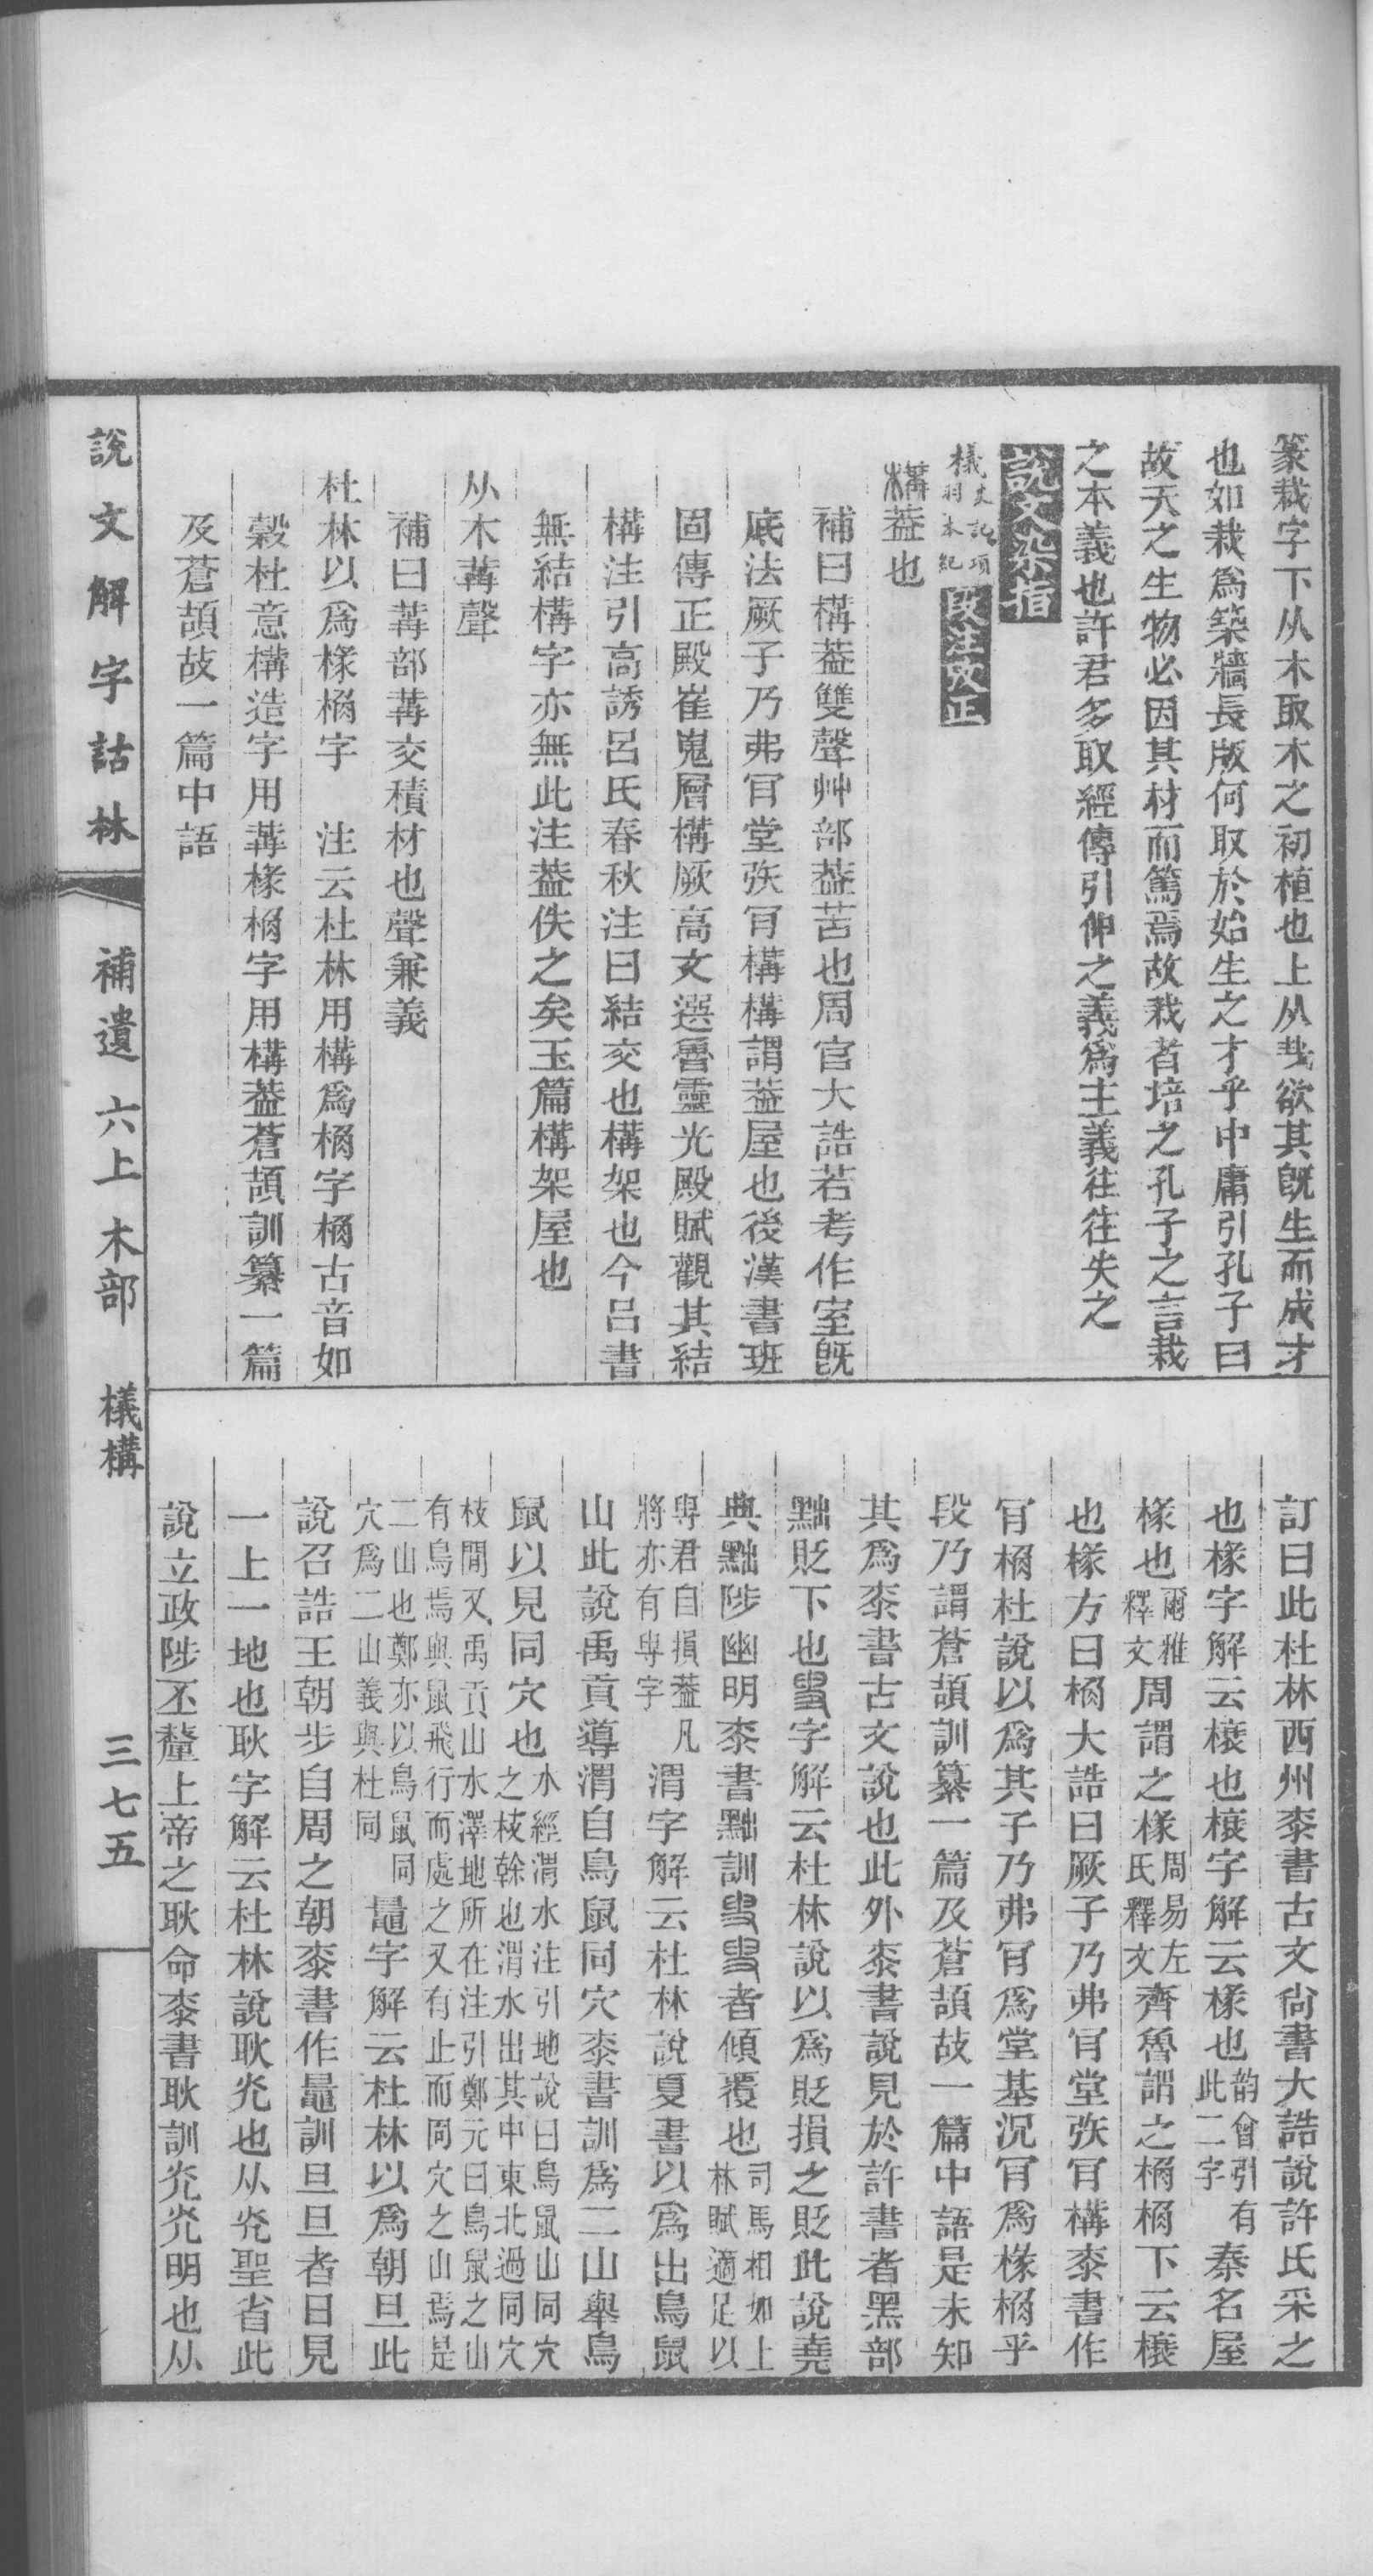 篆栽字下从木取木之初植也上从𢦏欲其旣生而成才
也如栽爲築牆長版何取於始生之才乎中庸引孔子曰
故天之生物必因其材而篤焉故栽者培之孔子之言栽
之本義也許君多取經傳引伸之義爲主義往往失之
說文染指
檥史記項羽本紀 段注攷正
構葢也
補曰構葢雙聲艸部葢苫也周官大誥若考作室旣
底法厥子乃弗肎堂矧肎構構謂葢屋也後漢書班
固傳正殿崔嵬層構厥高文選魯靈光殿賦觀其結
構注引高誘呂氏春秋注曰結交也構架也今呂書
無結構字亦無此注葢佚之矣玉篇構架屋也
从木冓聲
補曰冓部冓交積材也聲兼義
杜林以爲椽桷字　注云杜林用構爲桷字桷古音如
穀杜意構造字用冓椽桷字用構葢蒼頡訓纂一篇
及蒼頡故一篇中語
訂曰此杜林西州桼書古文尙書大誥說許氏采之
也椽字解云榱也榱字解云椽也韵會引有此二字秦名屋
椽也爾雅釋文周謂之椽周易左氏釋文齊魯謂之桷桷下云榱
也椽方曰桷大誥曰厥子乃弗肎堂矧肎構桼書作
肎桷杜說以爲其子乃弗肎爲堂基況肎爲椽桷乎
段乃謂蒼頡訓纂一篇及蒼頡故一篇中語是未知
其爲桼書古文說也此外桼書說見於許書者黑部
黜貶下也𠭥字解云杜林說以爲貶損之貶此說堯
典黜陟幽明桼書黜訓𠭥𠭥者傾覆也司馬相如上林賦適足以
𠭥君自損葢凡將亦有𠭥字渭字解云杜林說夏書以爲出鳥鼠
山此說禹貢導渭自鳥鼠同穴桼書訓爲二山舉鳥
鼠以見同穴也水經渭水注引地說曰鳥鼠山同穴之枝榦也渭水出其中東北過同穴
枝閒又禹貢山水澤地所在注引鄭元曰鳥鼠之山有鳥焉與鼠飛行而處之又有止而同穴之山焉是
二山也鄭亦以鳥鼠同穴爲二山義與杜同鼂字解云杜林以爲朝旦此
說召誥王朝步自周之朝桼書作鼂訓旦旦者日見
一上一地也耿字解云杜林說耿光也从光聖省此
說立政陟丕釐上帝之耿命桼書耿訓光光明也从
說文解字詁林　補遺　六上木部　檥構　三七五